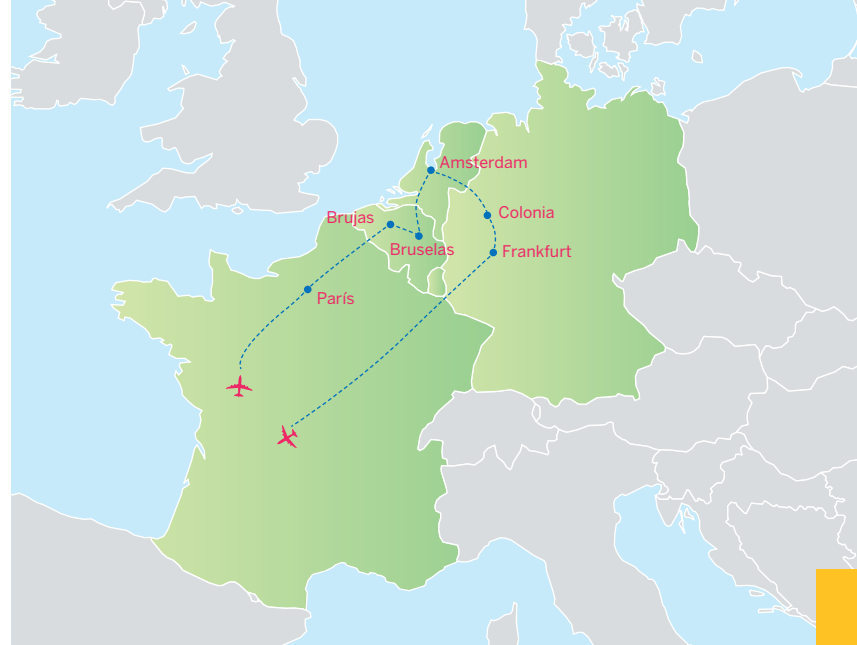 Amsterdam
Colonia
Brujas
Bruselas
Frankfurt
París